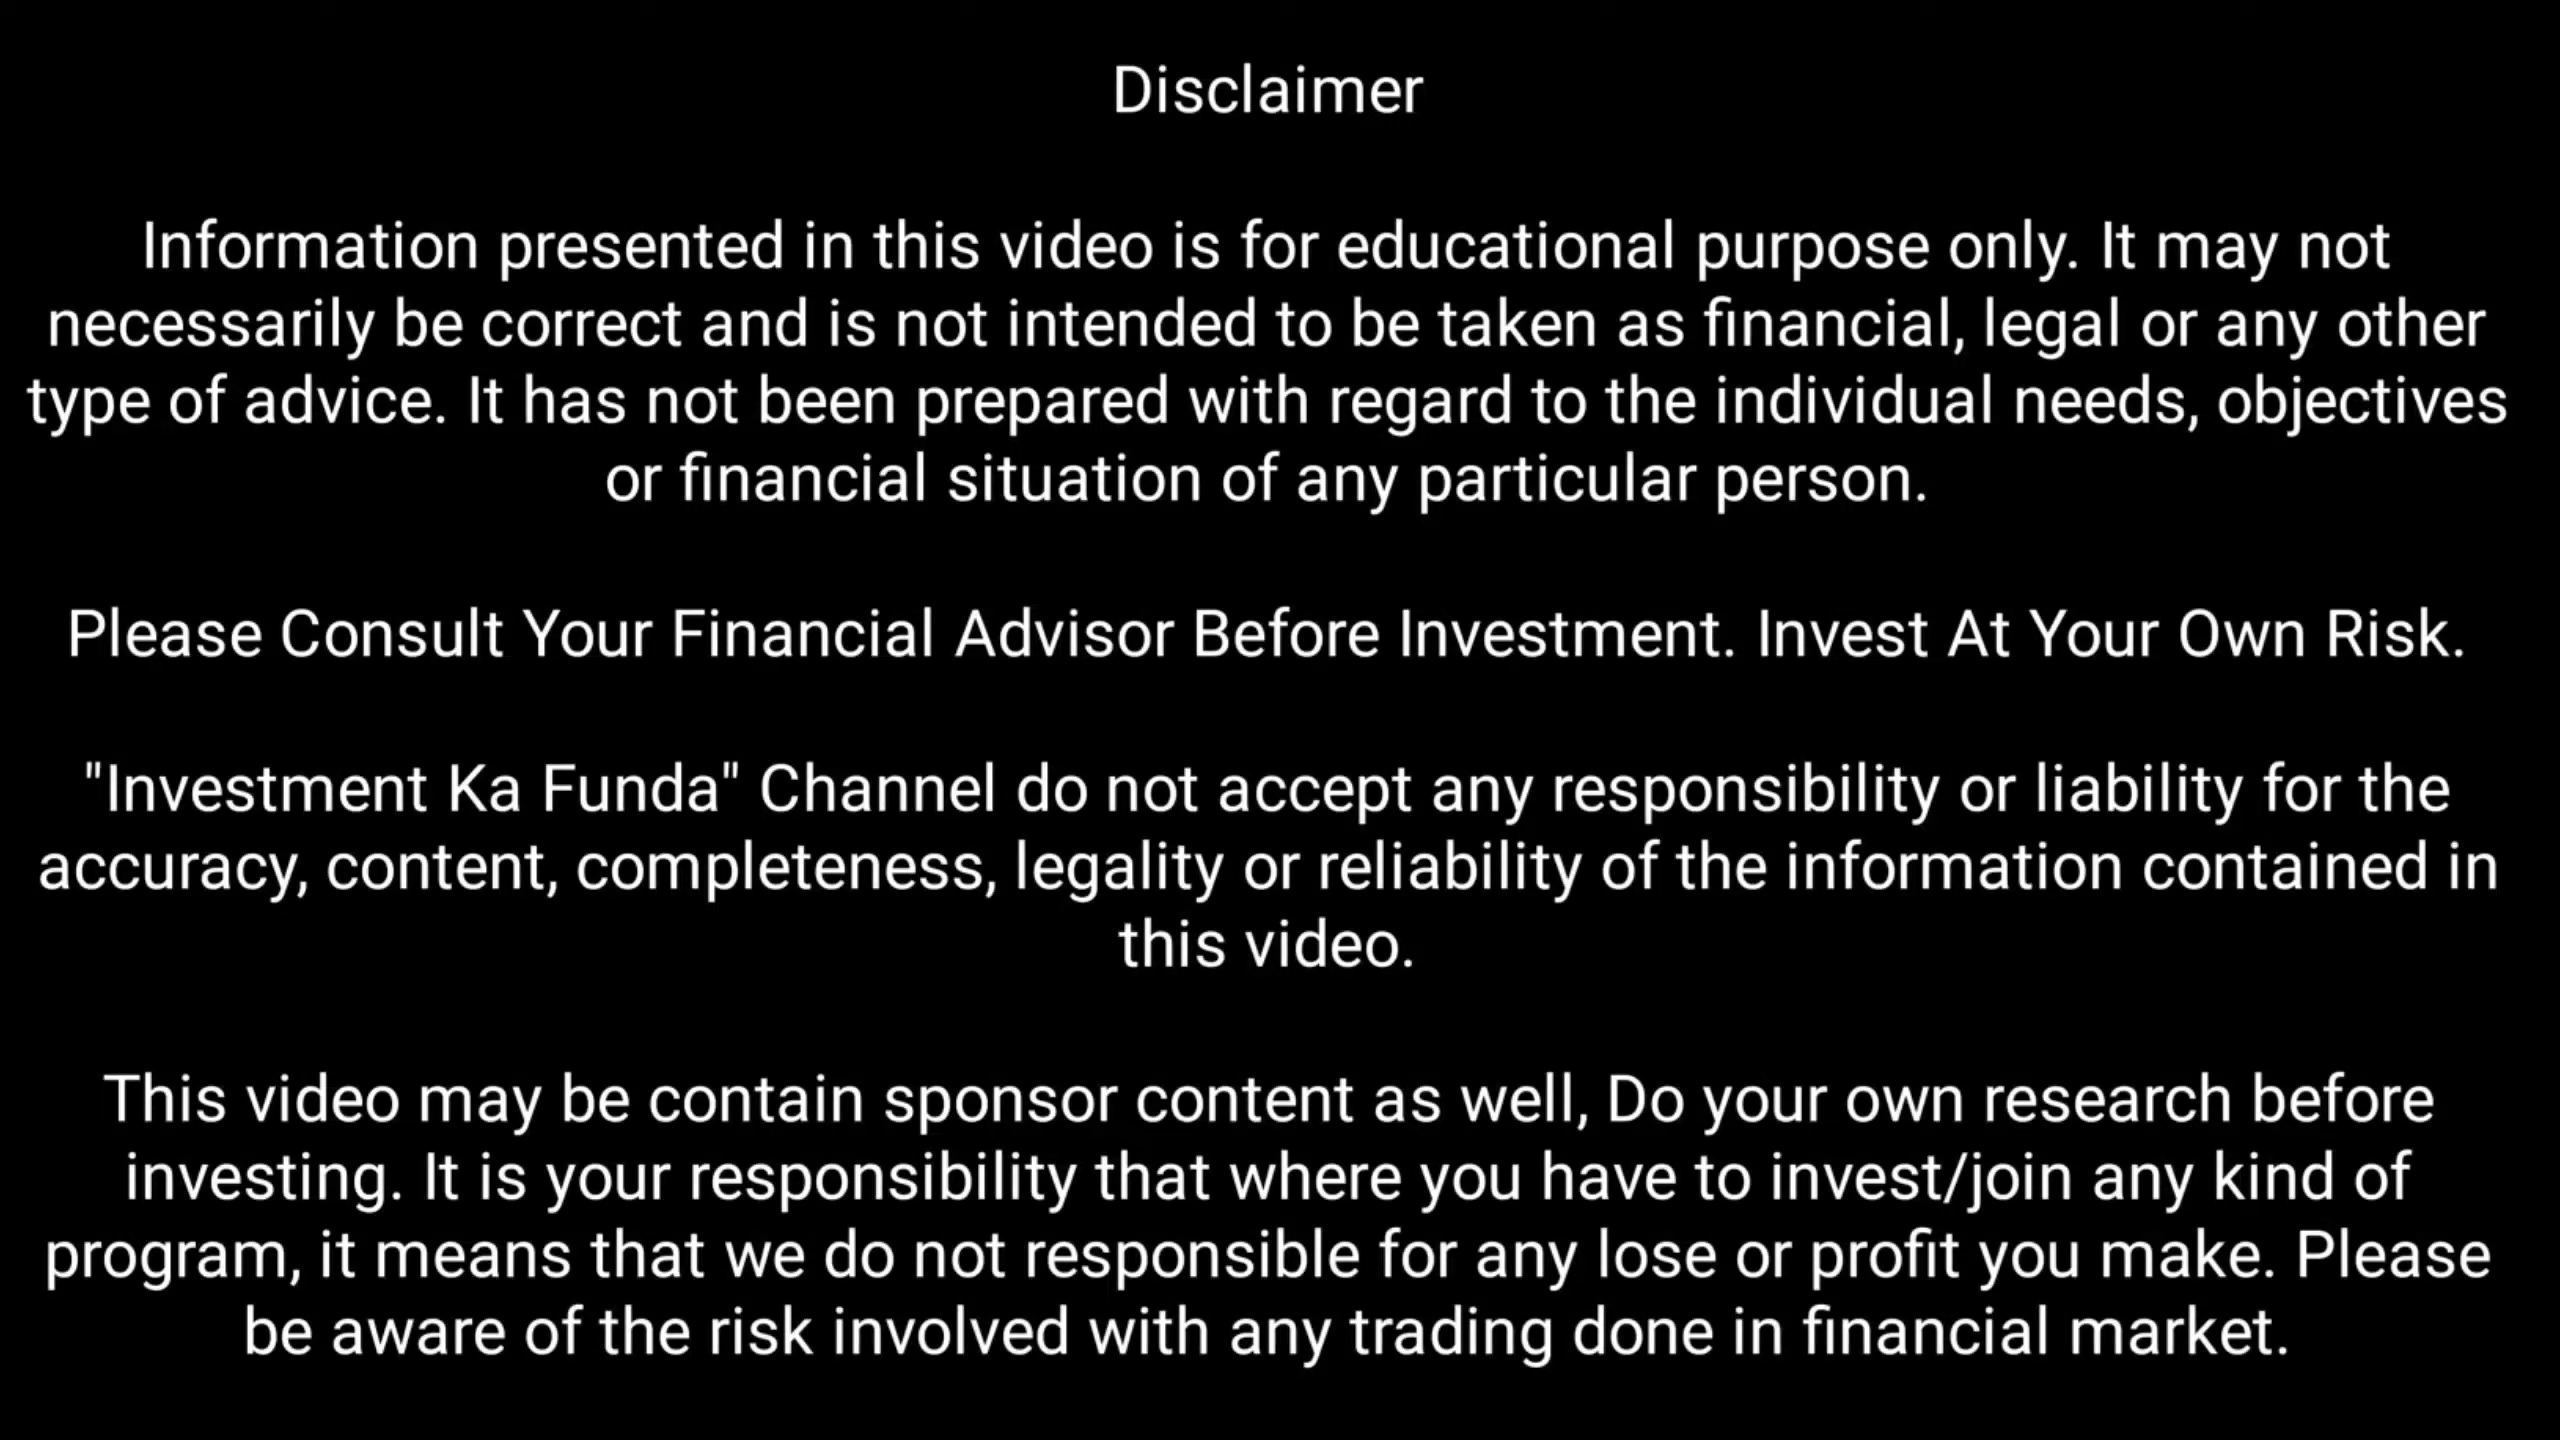 Disclaimer
Information presented in this video is for educational purpose only. It may not
necessarily be correct and is not intended to be taken as financial, legal or any other
type of advice. It has not been prepared with regard to the individual needs, objectives
or financial situation of any particular person.
Please Consult Your Financial Advisor Before Investment. Invest At Your Own Risk.
"Investment Ka Funda" Channel do not accept any responsibility or liability for the
accuracy, content, completeness, legality or reliability of the information contained in
this video.
This video may be contain sponsor content as well, Do your own research before
investing. It is your responsibility that where you have to invest/join any kind of
program, it means that we do not responsible for any lose or profit you make. Please
be aware of the risk involved with any trading done in financial market.